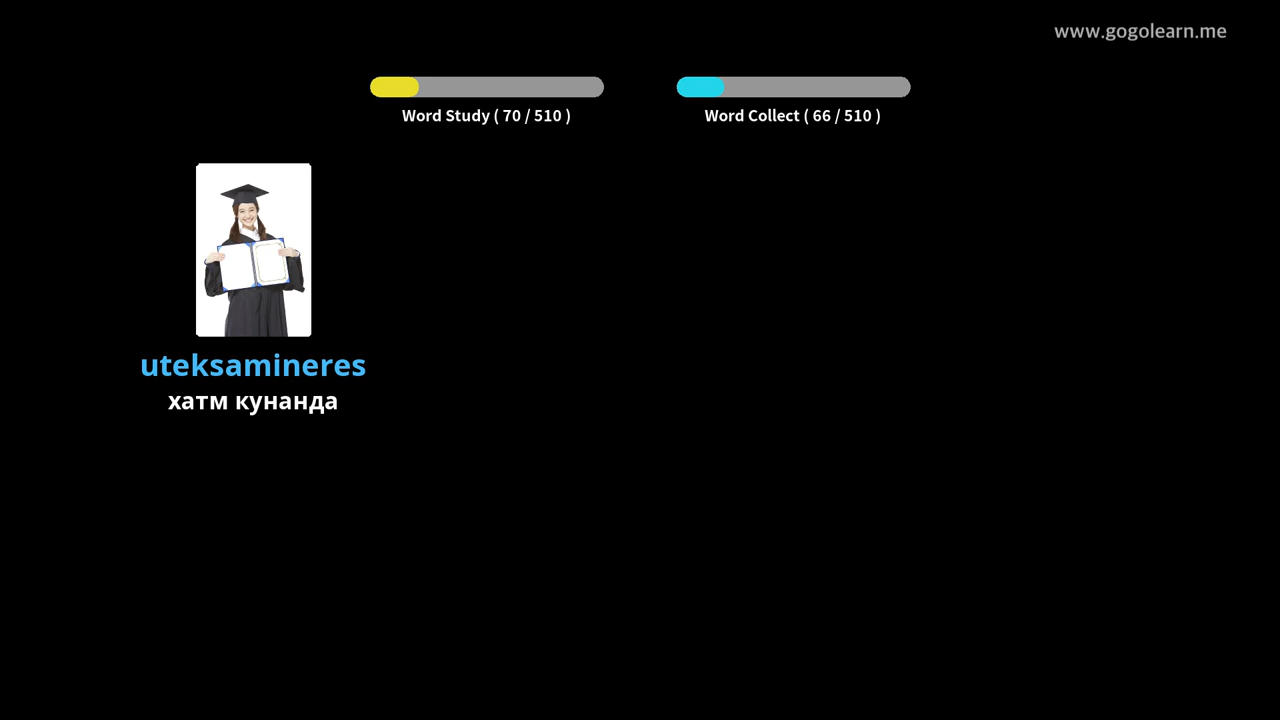 www.gogolearn.me
Word Study ( 70 / 510 )
Word Collect ( 66 / 510 )
uteksamineres
хатм кунанда